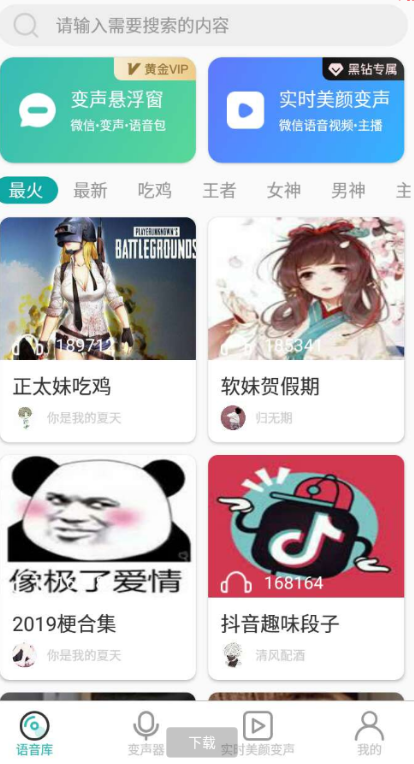 请输入需要搜索的内容
黄金VIP
黑钻专属
变声悬浮窗
实时美颜变声
微信·变声·语音包
微信语音视频·主播
最火 最新 吃鸡 王者 女神 男神 主
PLAYERUNKNOWN'S
BATTLEGROUNDS
189712
185341
正太妹吃鸡
软妹贺假期
你是我的夏天
归无期
像极了爱情
168164
2019梗合集
抖音趣味段子
你是我的夏天
清风配酒
下载
语音库 变声器 实时美颜变声 我的